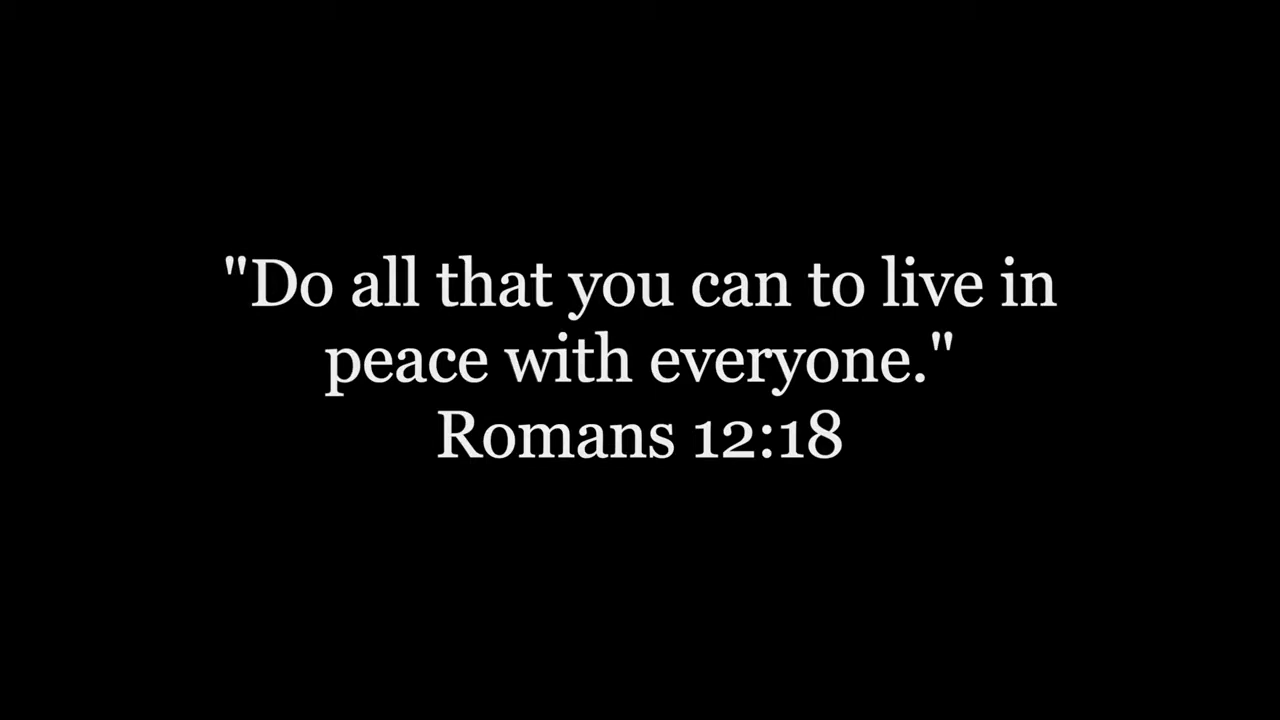 "Do all that you can to live in
peace with everyone."
Romans 12:18